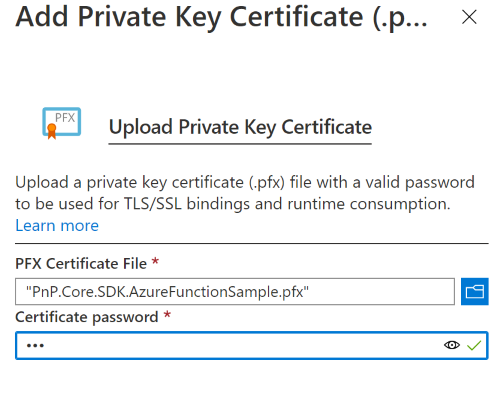 Add Private Key Certificate (.p...
PFX
Upload Private Key Certificate
Upload a private key certificate (.pfx) file with a valid password
to be used for TLS/SSL bindings and runtime consumption.
Learn more
PFX Certificate File *
"PnP.Core.SDK.AzureFunctionSample.pfx"
Certificate password *
•••